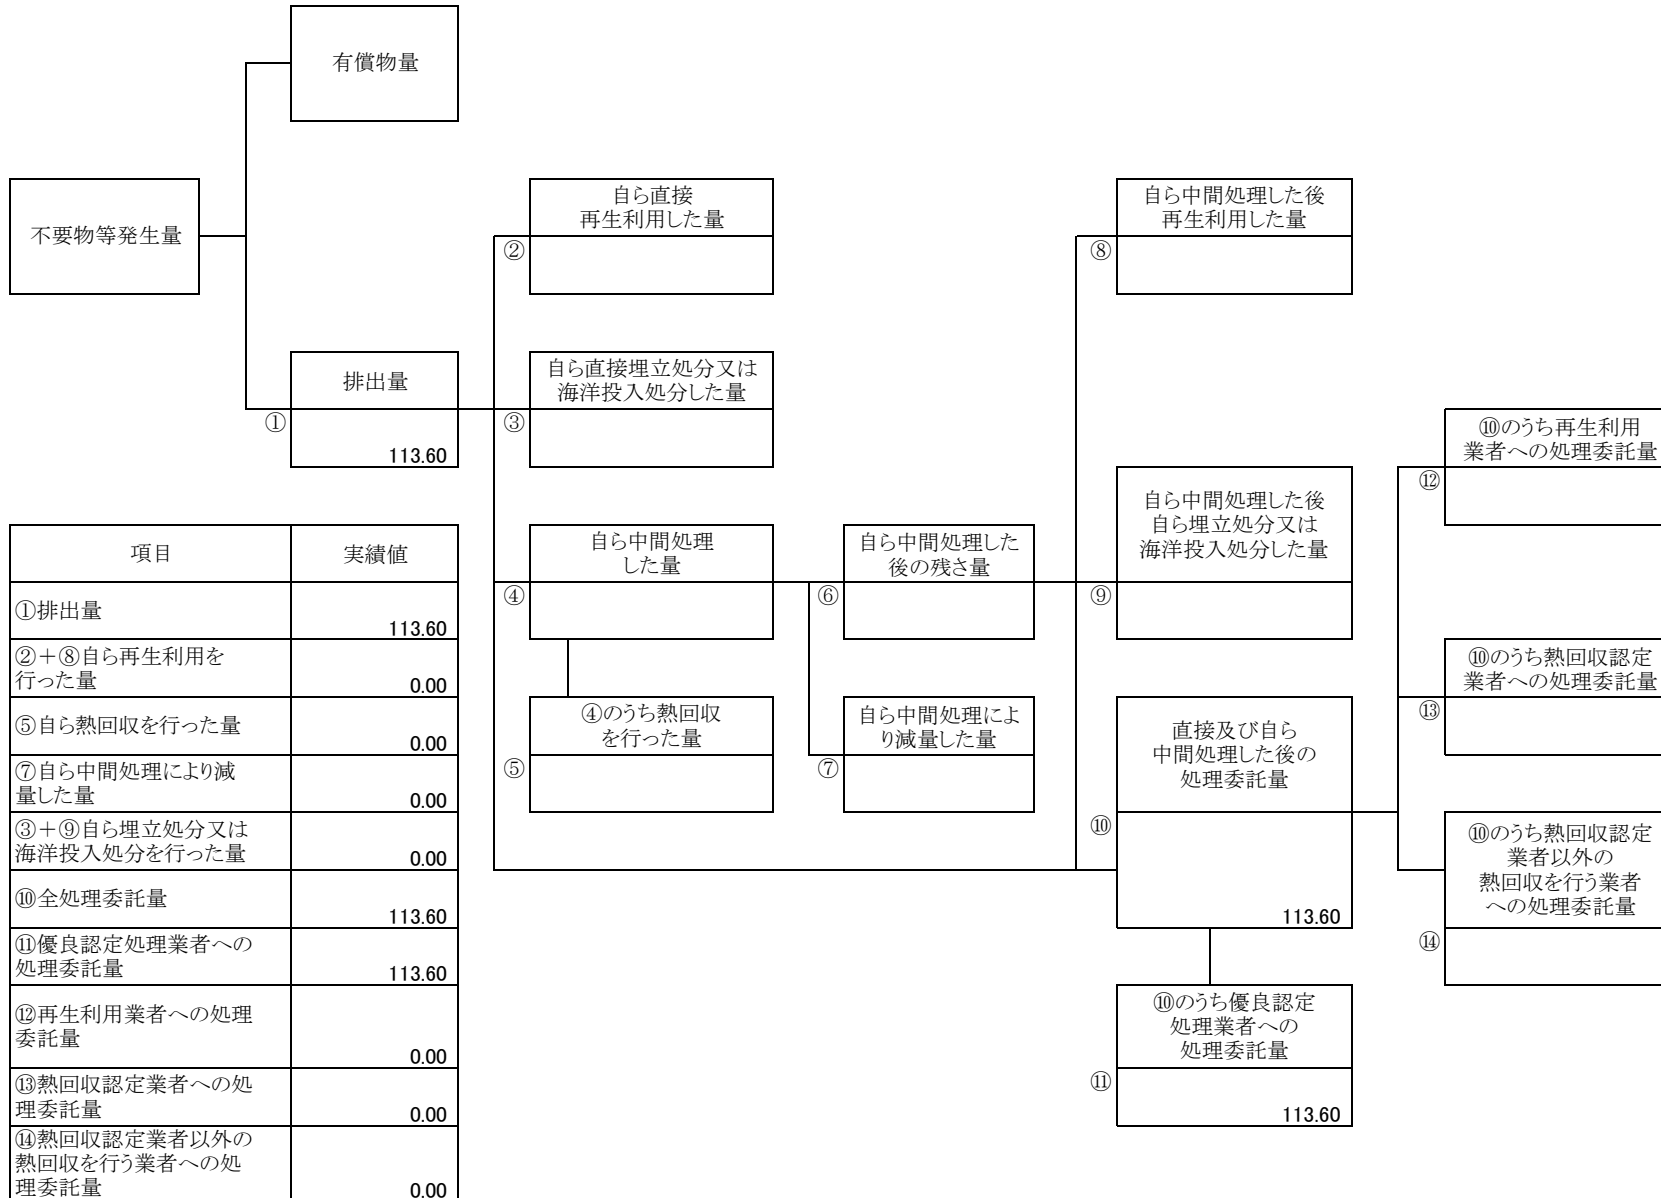 有償物量
不要物等発生量
排出量
①
113.60
自ら直接
再生利用した量
②
自ら直接埋立処分又は
海洋投入処分した量
③
自ら中間処理
した量
④
④のうち熱回収
を行った量
⑤
自ら中間処理した
後の残さ量
⑥
自ら中間処理によ
り減量した量
⑦
自ら中間処理した後
再生利用した量
⑧
自ら中間処理した後
自ら埋立処分又は
海洋投入処分した量
⑨
直接及び自ら
中間処理した後の
処理委託量
⑩
113.60
⑩のうち優良認定
処理業者への
処理委託量
⑪
113.60
⑩のうち再生利用
業者への処理委託量
⑫
⑩のうち熱回収認定
業者への処理委託量
⑬
⑩のうち熱回収認定
業者以外の
熱回収を行う業者
への処理委託量
⑭
項目 実績値
①排出量
113.60
②+⑧自ら再生利用を
行った量 0.00
⑤自ら熱回収を行った量
0.00
⑦自ら中間処理により減
量した量 0.00
③+⑨自ら埋立処分又は
海洋投入処分を行った量 0.00
⑩全処理委託量
113.60
⑪優良認定処理業者への
処理委託量 113.60
⑫再生利用業者への処理
委託量
0.00
⑬熱回収認定業者への処
理委託量 0.00
⑭熱回収認定業者以外の
熱回収を行う業者への処
理委託量 0.00